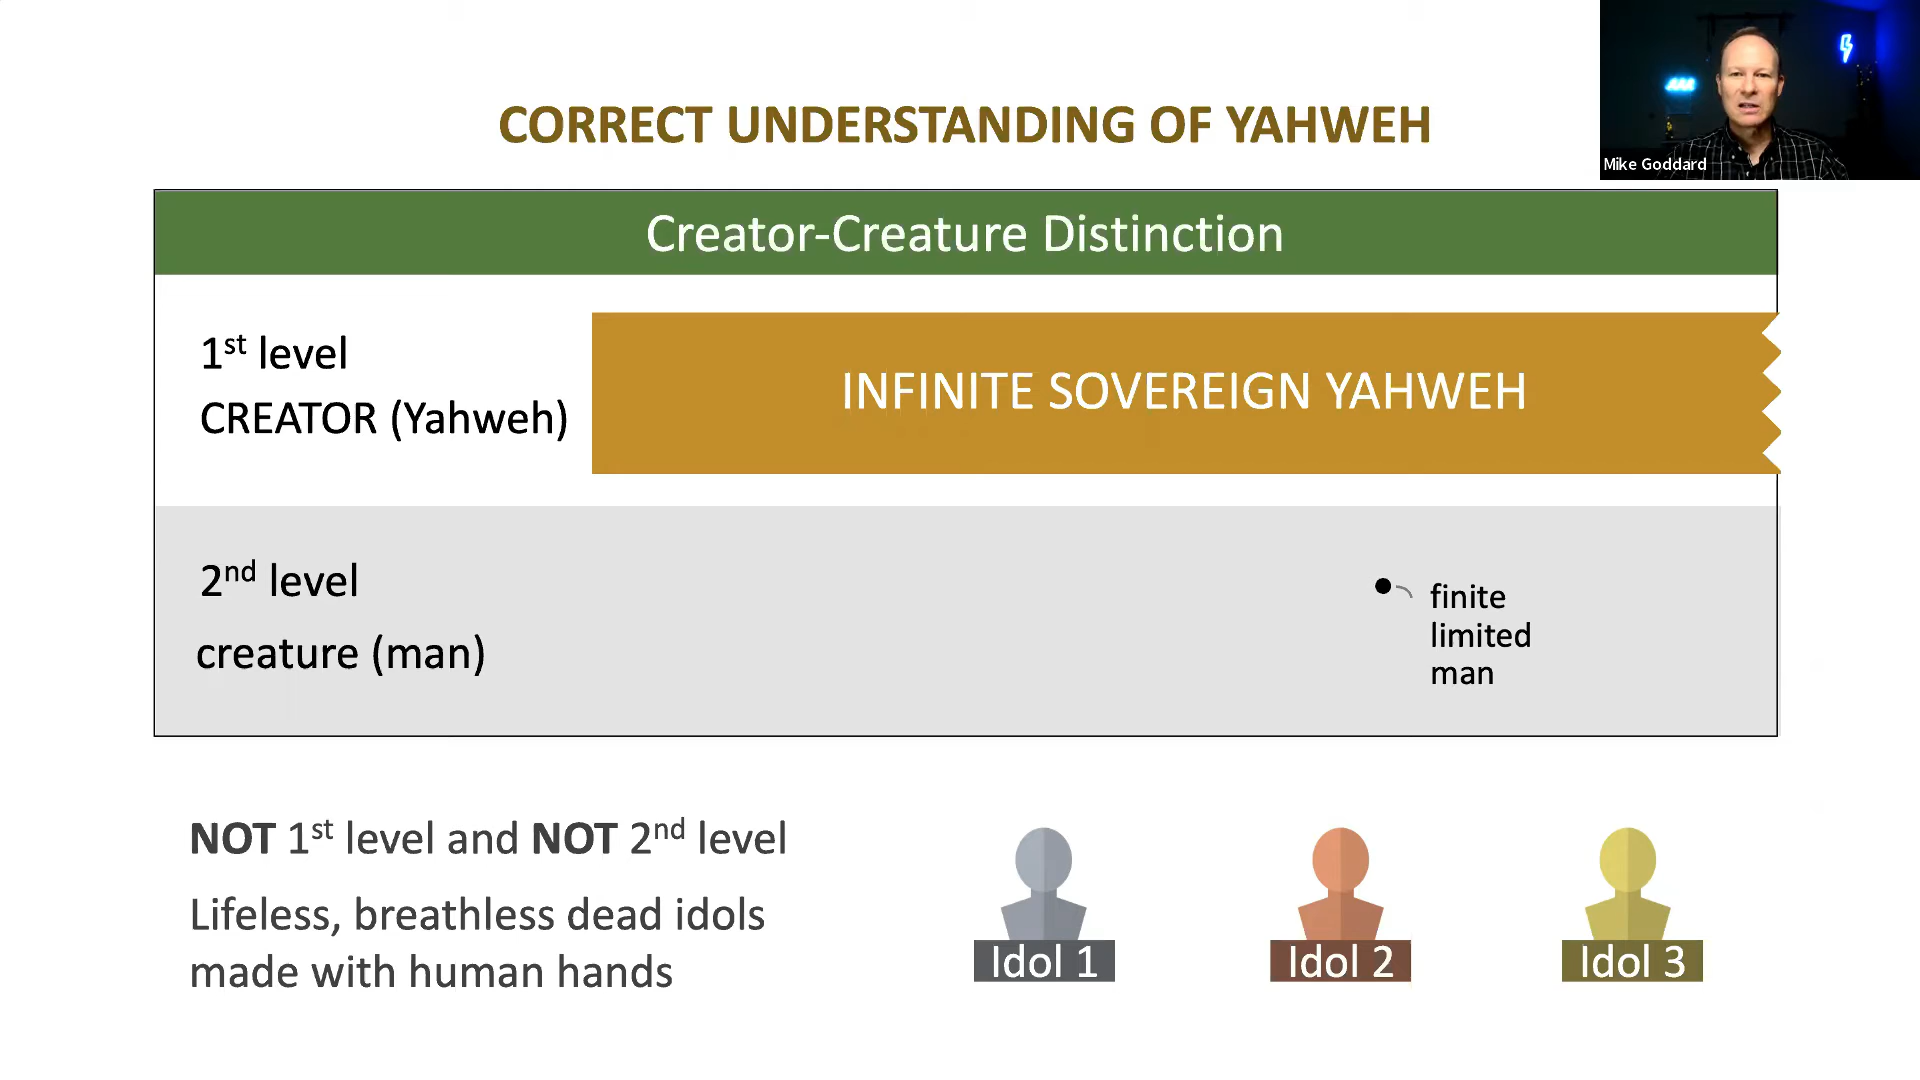 CORRECT UNDERSTANDING OF YAHWEH
Mike Goddard
Creator-Creature Distinction
1st level
CREATOR (Yahweh)
INFINITE SOVEREIGN YAHWEH
2nd level
creature (man)
finite
limited
man
NOT 1st level and NOT 2nd level
Lifeless, breathless dead idols
made with human hands
Idol 1
Idol 2
Idol 3